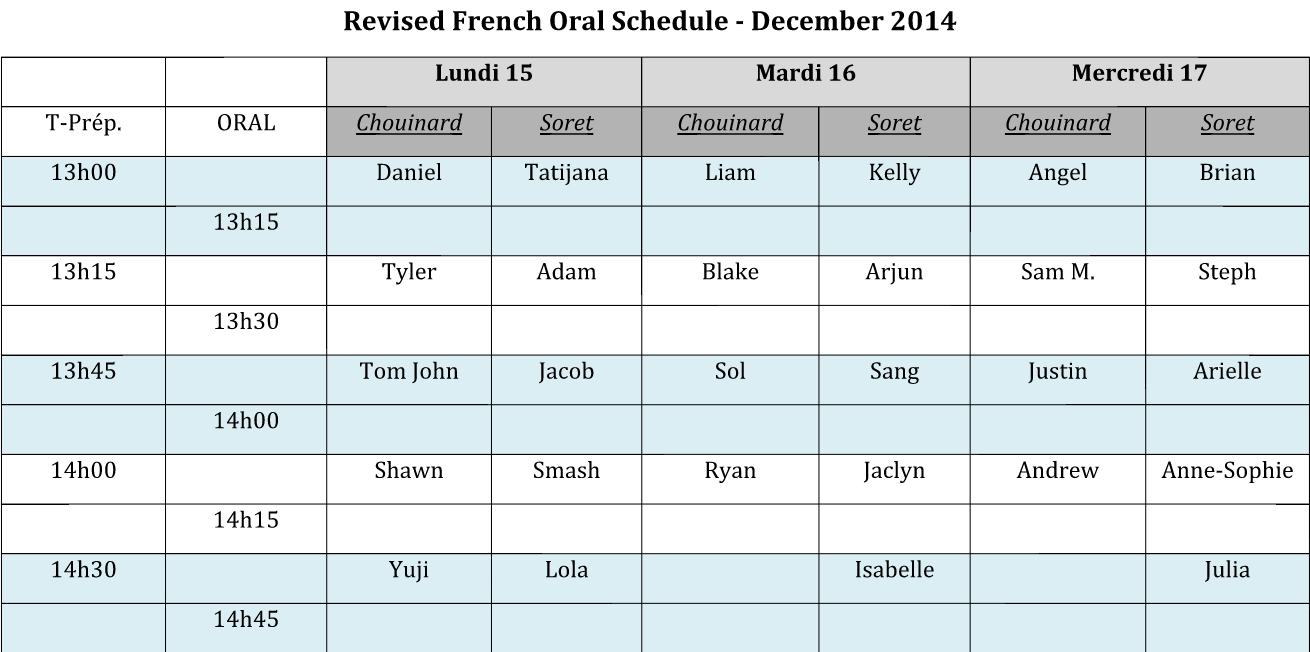 Revised French Oral Schedule - December 2014
Lundi 15 Mardi 16 Mercredi 17
T-Prép. ORAL Chouinard Soret Chouinard Soret Chouinard Soret
13h00 Daniel Tatijana Liam Kelly Angel Brian
13h15
13h15 Tyler Adam Blake Arjun Sam M. Steph
13h30
13h45 Tom John Jacob Sol Sang Justin Arielle
14h00
14h00 Shawn Smash Ryan Jaclyn Andrew Anne-Sophie
14h15
14h30 Yuji Lola Isabelle Julia
14h45